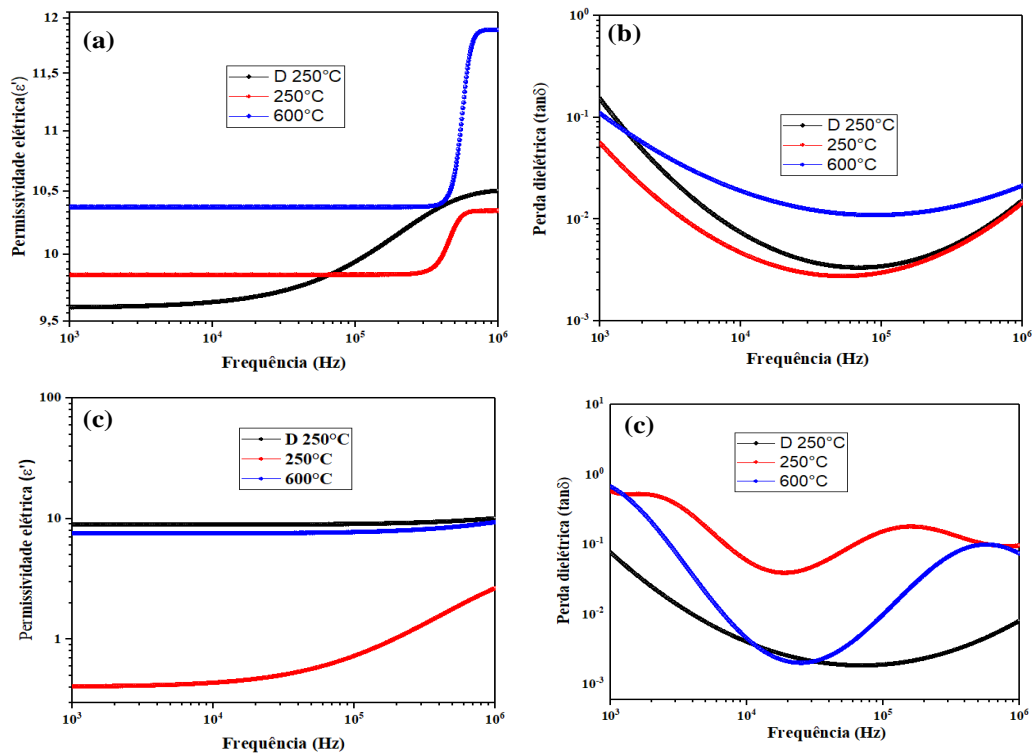 (a)
Permissividade elétrica(ε')
12
11.5
11
10.5
10
9.5
D 250°C
250°C
600°C
10³ 10⁴ 10⁵ 10⁶
Frequência (Hz)
(b)
Perda dielétrica (tanδ)
10⁰
10⁻¹
10⁻²
10⁻³
D 250°C
250°C
600°C
10³ 10⁴ 10⁵ 10⁶
Frequência (Hz)
(c)
Permissividade elétrica (ε')
100
10
1
D 250°C
250°C
600°C
10³ 10⁴ 10⁵ 10⁶
Frequência (Hz)
(c)
Perda dielétrica (tanδ)
10¹
10⁰
10⁻¹
10⁻²
10⁻³
D 250°C
250°C
600°C
10³ 10⁴ 10⁵ 10⁶
Frequência (Hz)